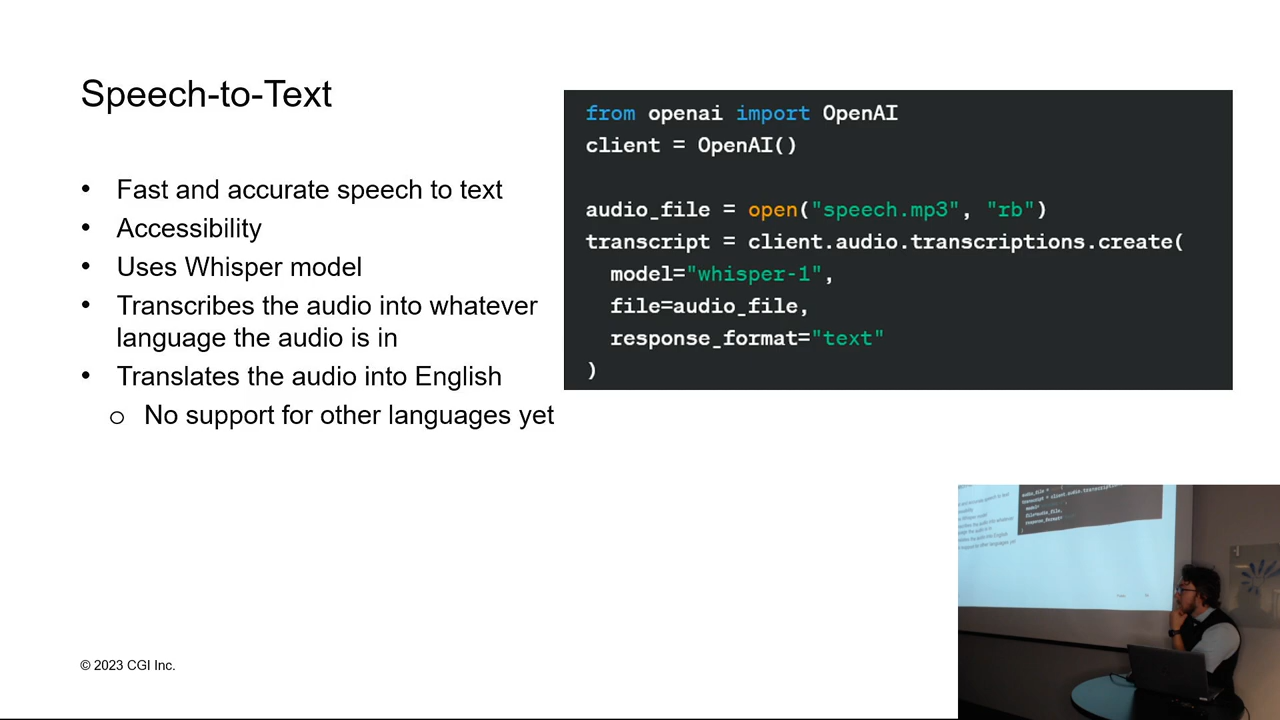 Speech-to-Text
• Fast and accurate speech to text
• Accessibility
• Uses Whisper model
• Transcribes the audio into whatever
language the audio is in
• Translates the audio into English
o No support for other languages yet
from openai import OpenAI
client = OpenAI()
audio_file = open("speech.mp3", "rb")
transcript = client.audio.transcriptions.create(
model="whisper-1",
file=audio_file,
response_format="text"
)
© 2023 CGI Inc.